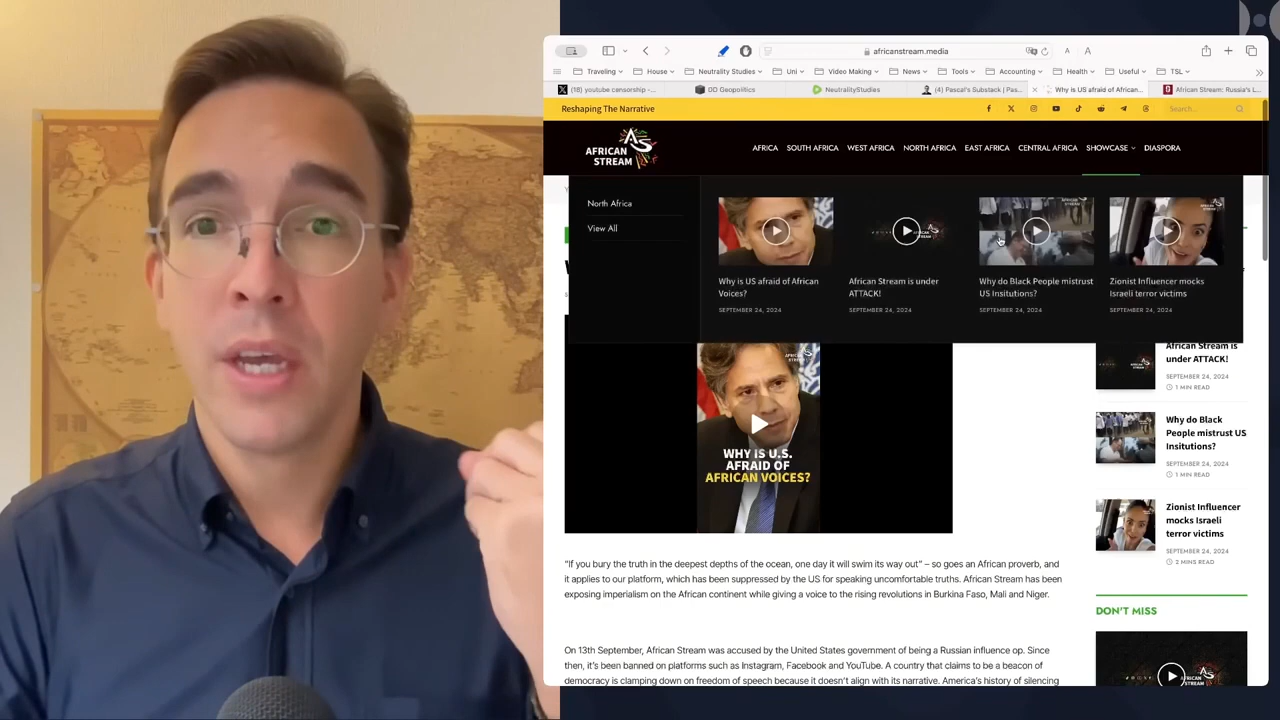 africanstream.media
A
A
Traveling
House
Neutrality Studies
Uni
Video Making
News
Tools
Accounting
Health
Useful
TSL
(18) youtube censorship -...
GD Geopolitics
NeutralityStudies
(4) Pascal's Substack | Pas...
Why is US afraid of African...
African Stream: Russia's L...
Reshaping The Narrative
Search...
AFRICAN STREAM
AFRICA
SOUTH AFRICA
WEST AFRICA
NORTH AFRICA
EAST AFRICA
CENTRAL AFRICA
SHOWCASE
DIASPORA
North Africa
View All
Why is US afraid of African
Voices?
SEPTEMBER 24, 2024
African Stream is under
ATTACK!
SEPTEMBER 24, 2024
Why do Black People mistrust
US Insitutions?
SEPTEMBER 24, 2024
Zionist Influencer mocks
Israeli terror victims
SEPTEMBER 24, 2024
WHY IS U.S.
AFRAID OF
AFRICAN VOICES?
African Stream is
under ATTACK!
SEPTEMBER 24, 2024
1 MIN READ
Why do Black
People mistrust US
Insitutions?
SEPTEMBER 24, 2024
1 MIN READ
Zionist Influencer
mocks Israeli
terror victims
SEPTEMBER 24, 2024
2 MINS READ
DON'T MISS
"If you bury the truth in the deepest depths of the ocean, one day it will swim its way out" – so goes an African proverb, and
it applies to our platform, which has been suppressed by the US for speaking uncomfortable truths. African Stream has been
exposing imperialism on the African continent while giving a voice to the rising revolutions in Burkina Faso, Mali and Niger.
On 13th September, African Stream was accused by the United States government of being a Russian influence op. Since
then, it's been banned on platforms such as Instagram, Facebook and YouTube. A country that claims to be a beacon of
democracy is clamping down on freedom of speech because it doesn't align with its narrative. America's history of silencing